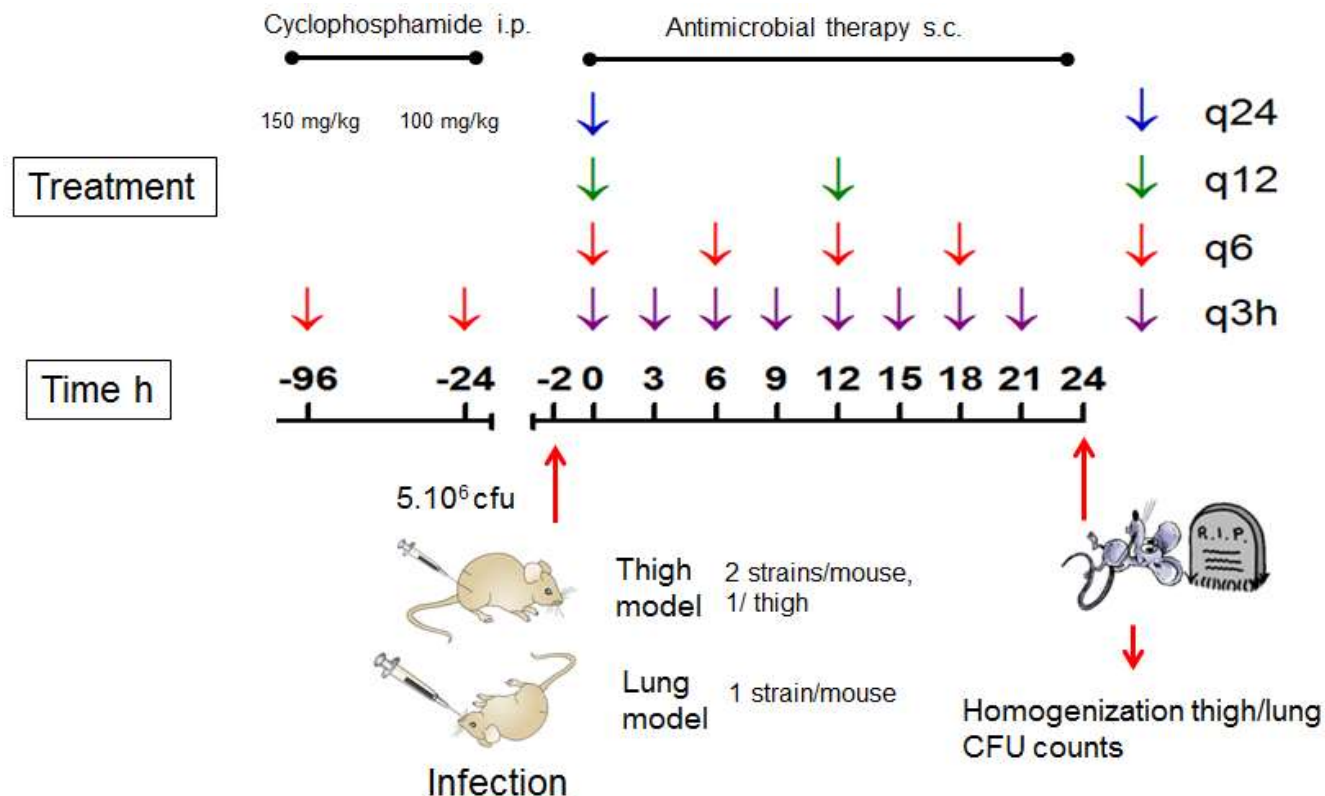 Cyclophosphamide i.p.
Antimicrobial therapy s.c.
150 mg/kg
100 mg/kg
q24
Treatment
q12
q6
q3h
Time h
-96
-24
-2 0 3 6 9 12 15 18 21 24
5.10⁶ cfu
R.I.P.
Thigh
model
2 strains/mouse,
1/ thigh
Lung
model
1 strain/mouse
Homogenization thigh/lung
CFU counts
Infection